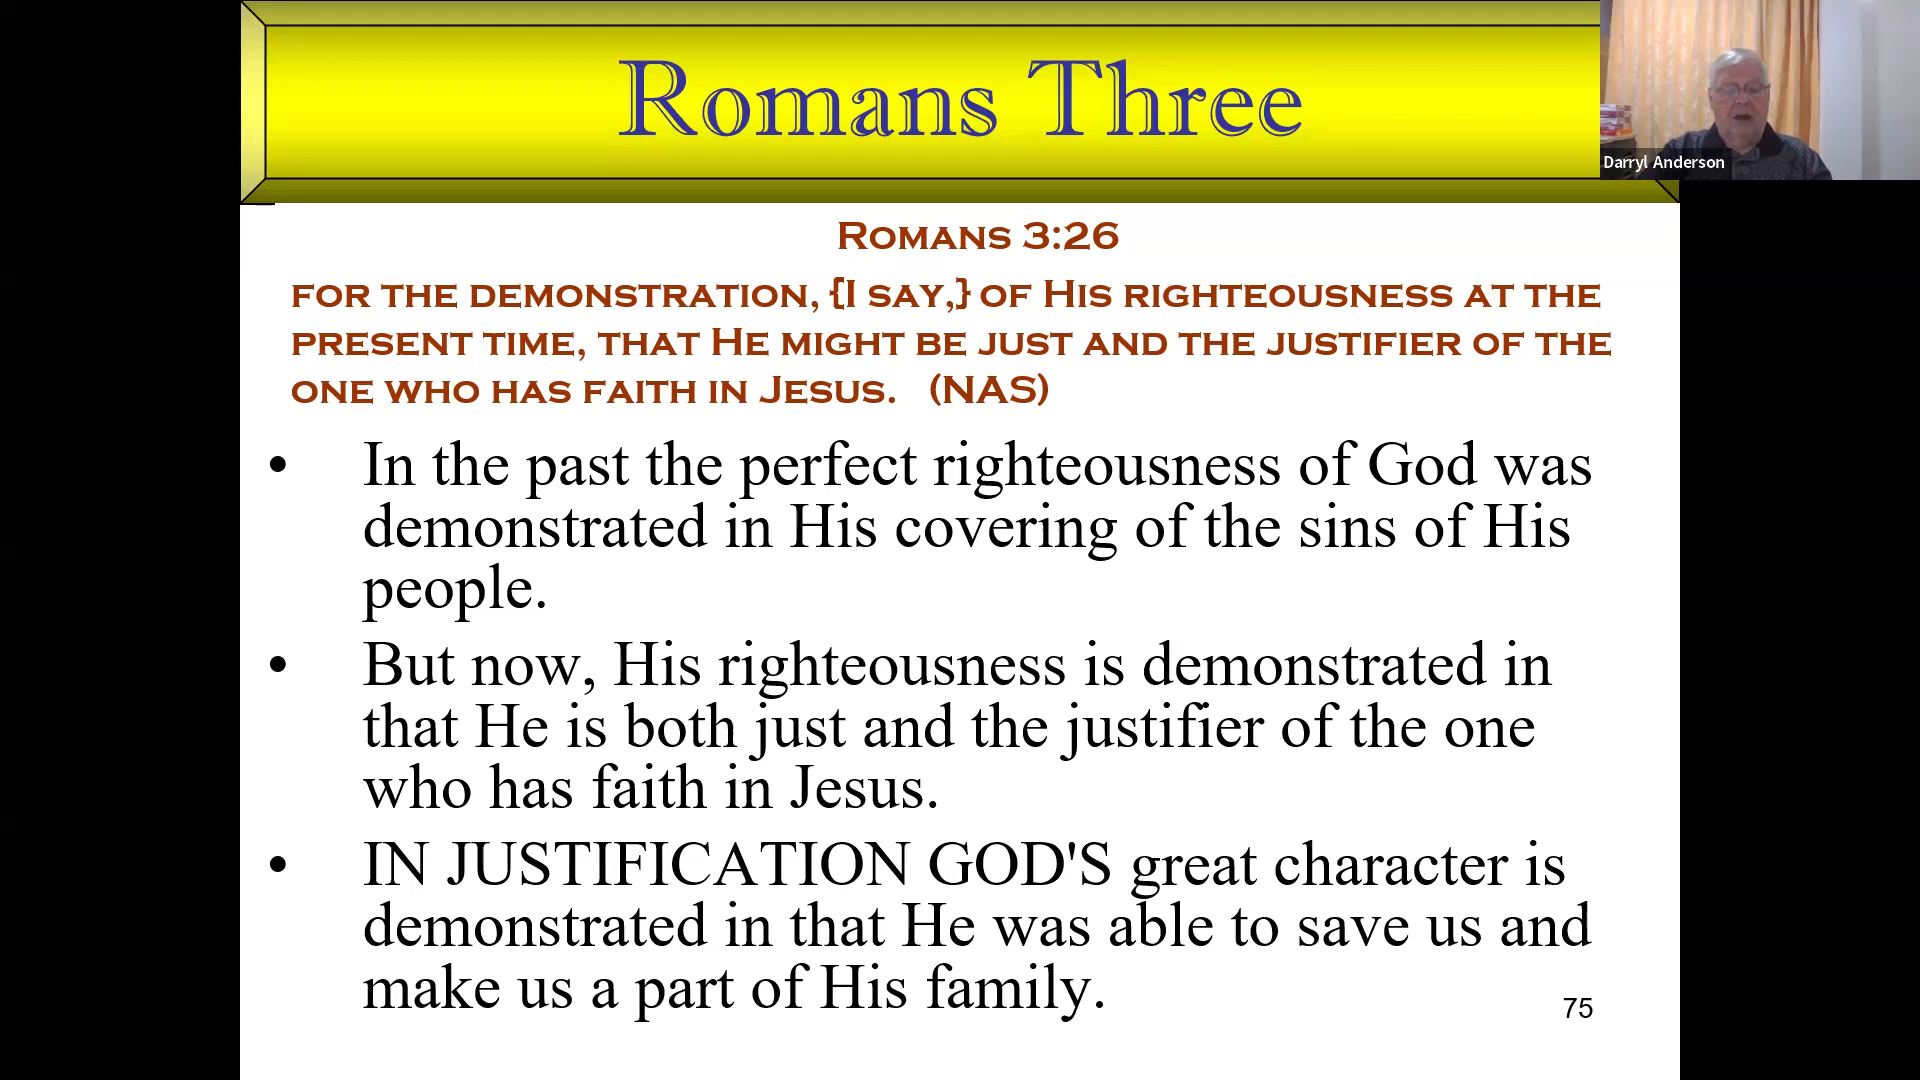 Romans Three
Darryl Anderson
Romans 3:26
for the demonstration, {I say,} of His righteousness at the
present time, that He might be just and the justifier of the
one who has faith in Jesus. (NAS)
• In the past the perfect righteousness of God was
demonstrated in His covering of the sins of His
people.
• But now, His righteousness is demonstrated in
that He is both just and the justifier of the one
who has faith in Jesus.
• IN JUSTIFICATION GOD'S great character is
demonstrated in that He was able to save us and
make us a part of His family.
75